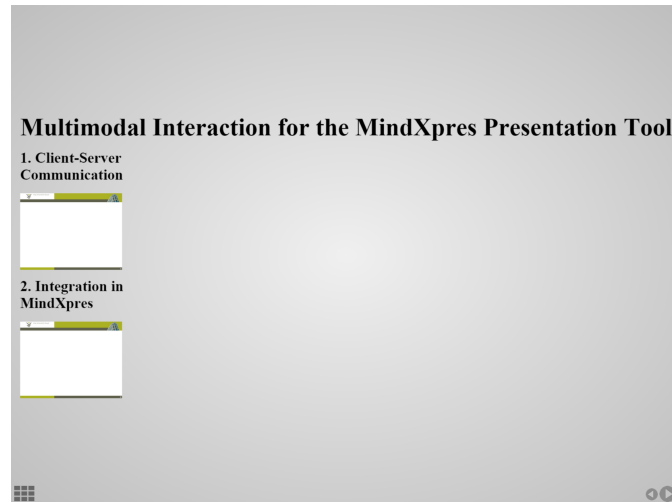 Multimodal Interaction for the MindXpres Presentation Tool
1. Client-Server
Communication
2. Integration in
MindXpres